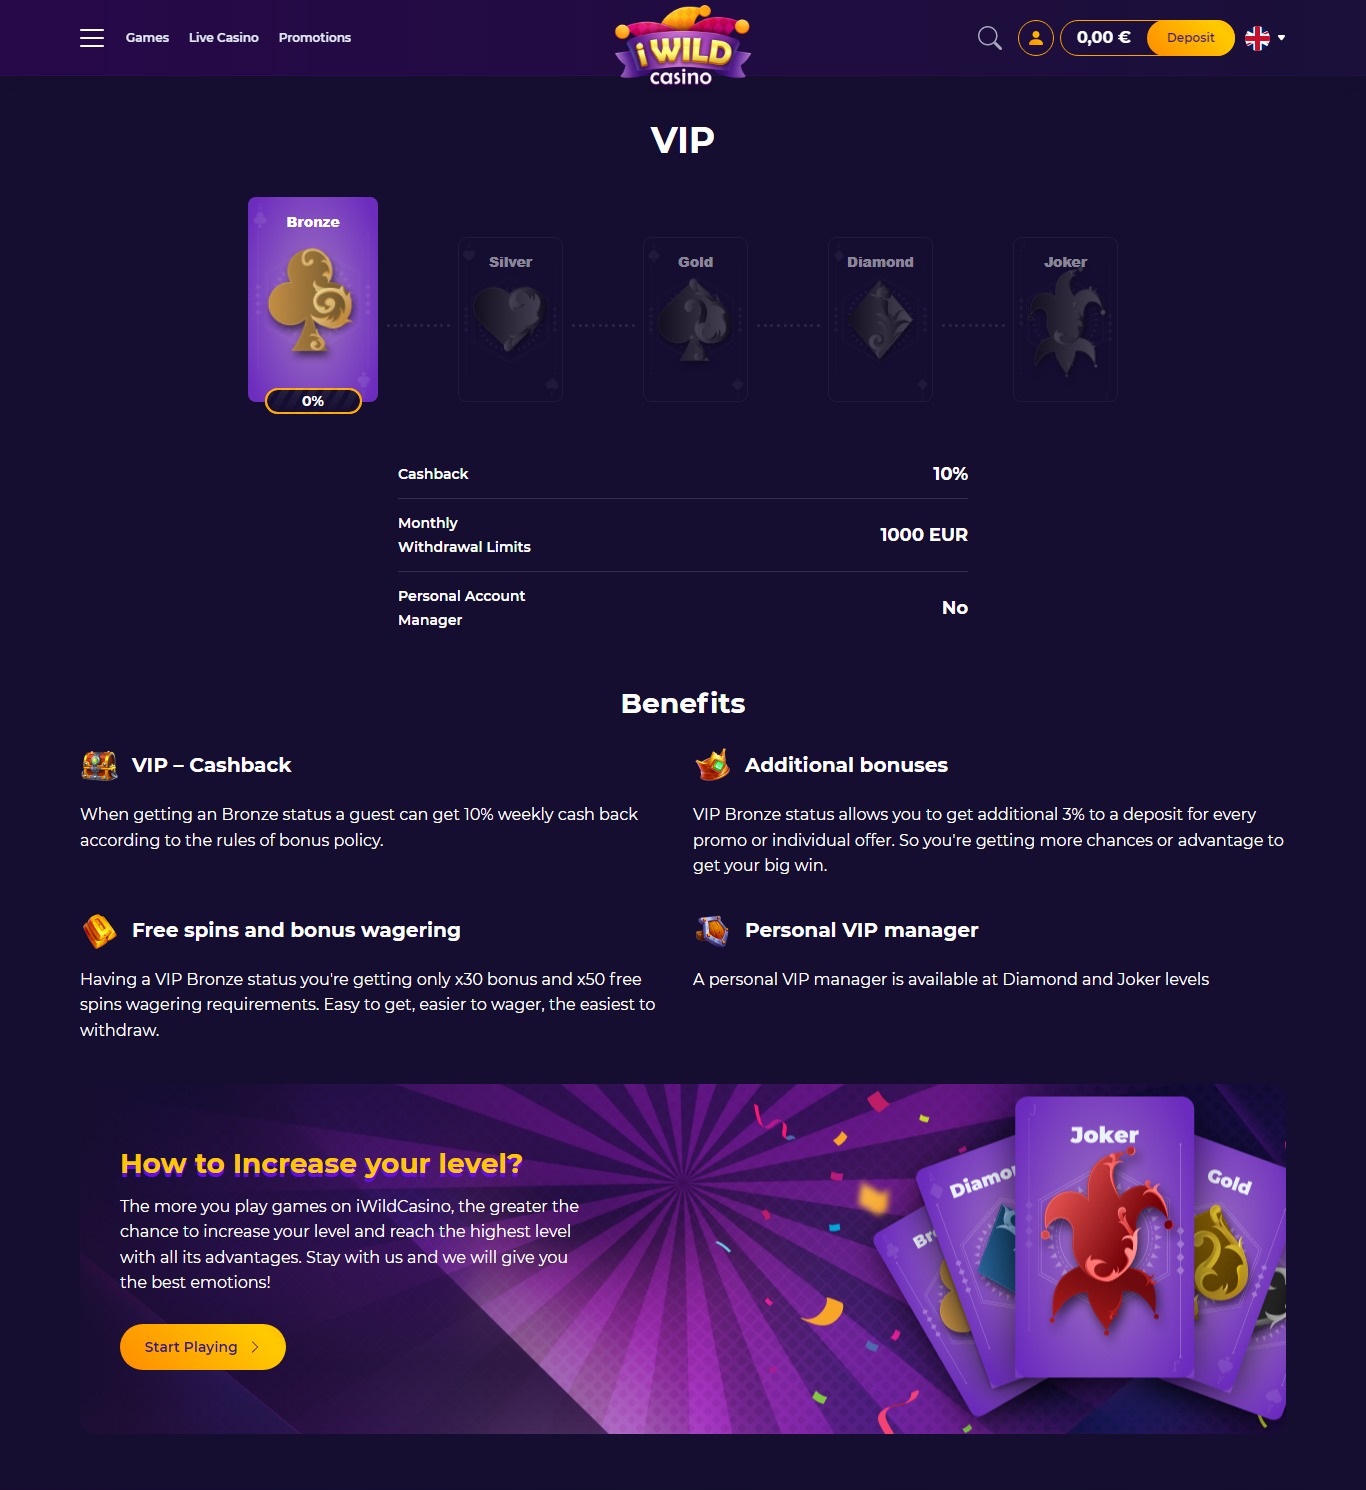 Games
Live Casino
Promotions
iWILD
casino
0,00 €
Deposit
VIP
Bronze
Silver
Gold
Diamond
Joker
0%
Cashback
10%
Monthly
Withdrawal Limits
1000 EUR
Personal Account
Manager
No
Benefits
VIP – Cashback
When getting an Bronze status a guest can get 10% weekly cash back
according to the rules of bonus policy.
Additional bonuses
VIP Bronze status allows you to get additional 3% to a deposit for every
promo or individual offer. So you're getting more chances or advantage to
get your big win.
Free spins and bonus wagering
Having a VIP Bronze status you're getting only x30 bonus and x50 free
spins wagering requirements. Easy to get, easier to wager, the easiest to
withdraw.
Personal VIP manager
A personal VIP manager is available at Diamond and Joker levels
How to Increase your level?
The more you play games on iWildCasino, the greater the
chance to increase your level and reach the highest level
with all its advantages. Stay with us and we will give you
the best emotions!
Start Playing
Br
Diamo
Joker
Gold